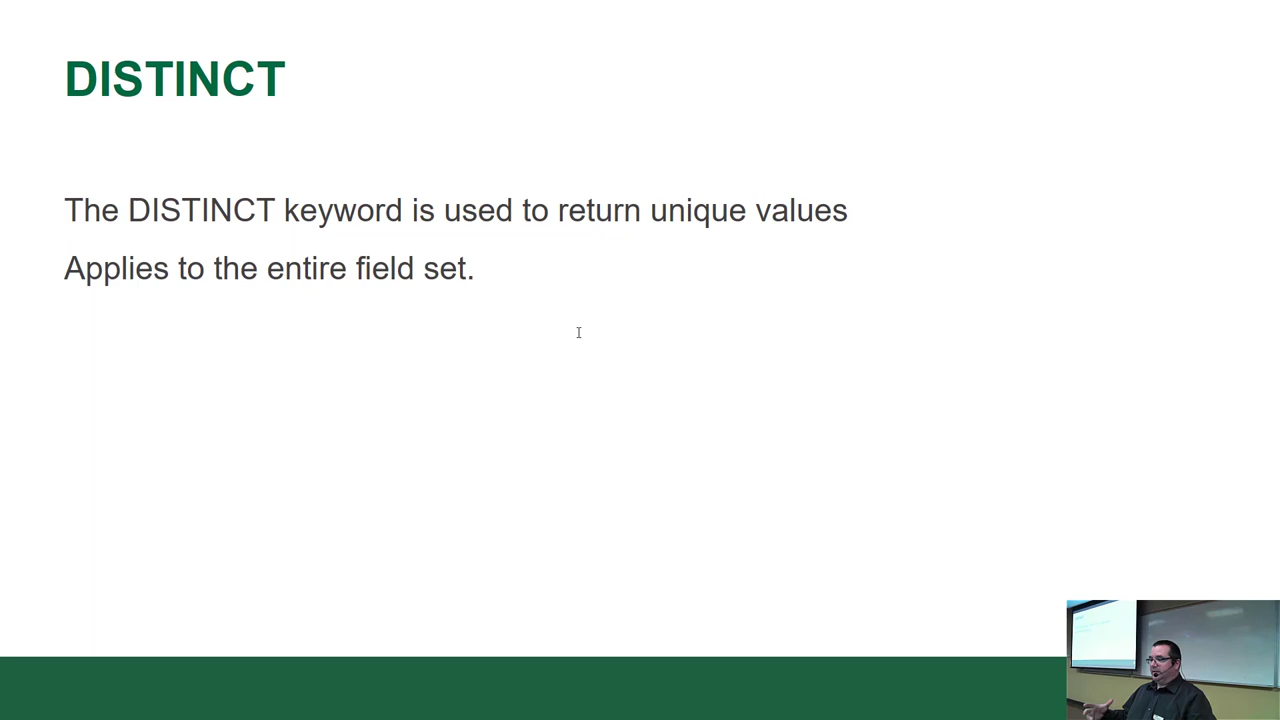 DISTINCT
The DISTINCT keyword is used to return unique values
Applies to the entire field set.